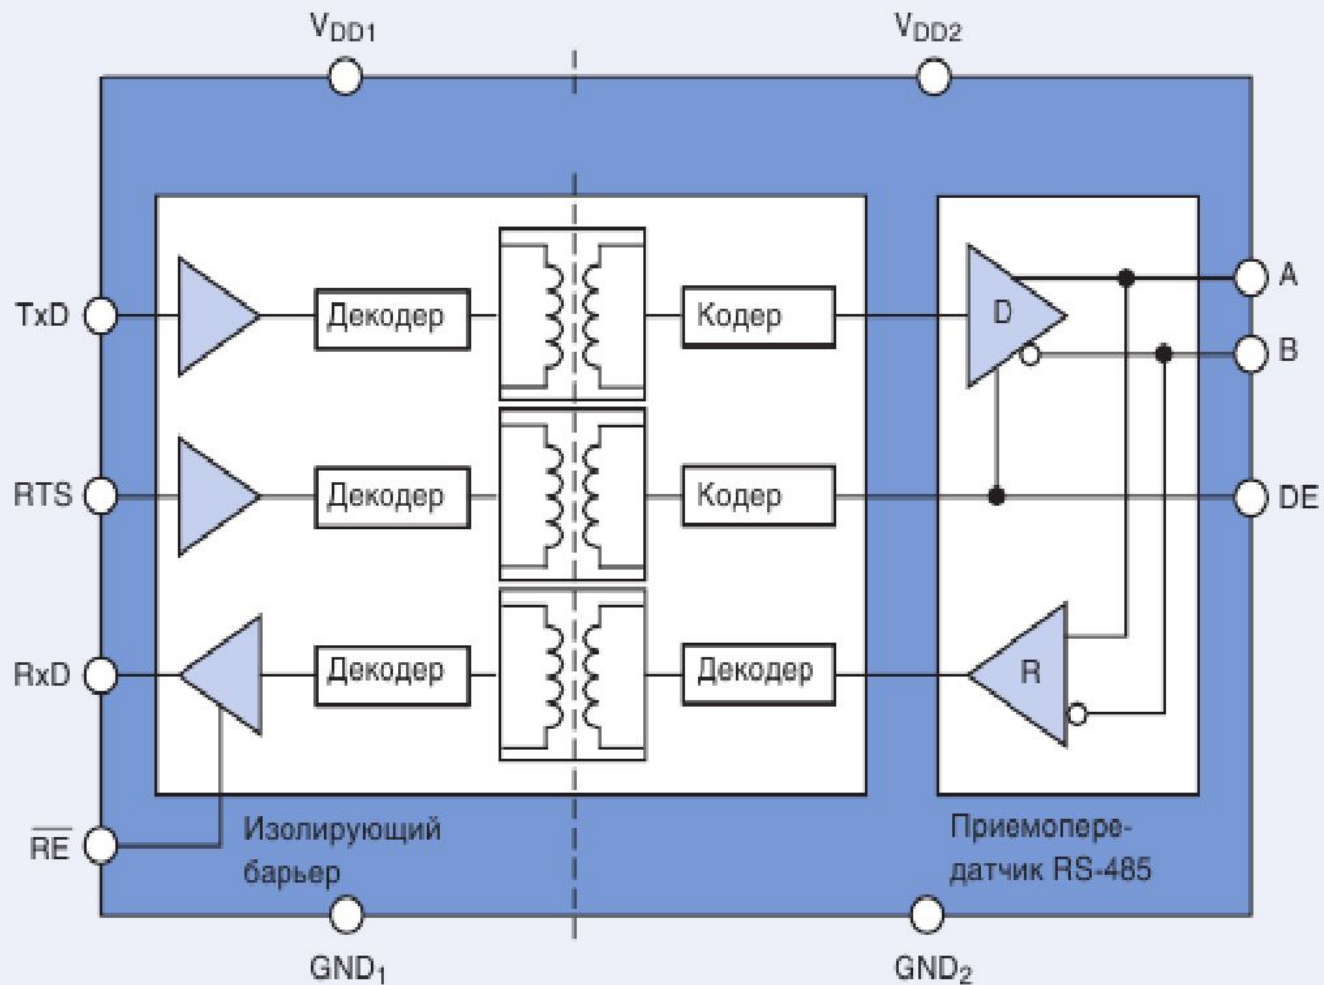 VDD1
VDD2
A
TxD
Декодер
Кодер
D
B
RTS
Декодер
Кодер
DE
RxD
Декодер
Декодер
R
RE
Изолирующий
барьер
Приемопере-
датчик RS-485
GND1
GND2